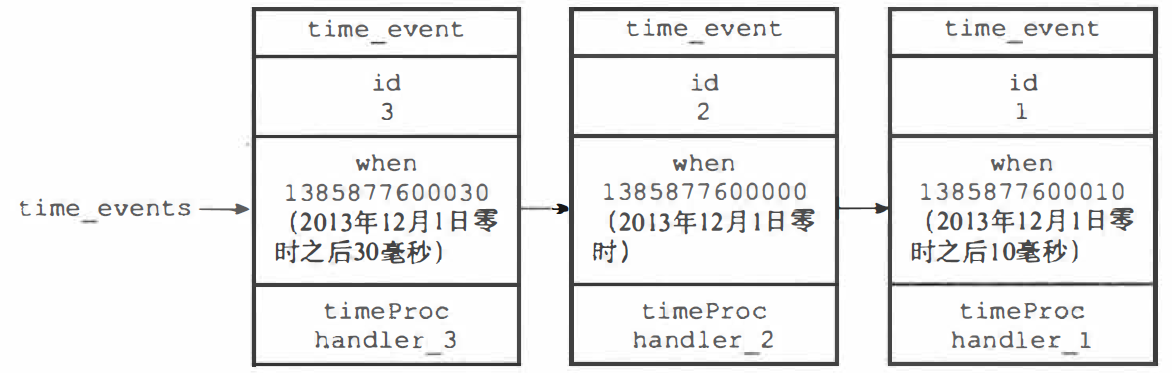 time_events
time_event
id
3
when
1385877600030
（2013年12月1日零
时之后30毫秒）
timeProc
handler_3
time_event
id
2
when
1385877600000
（2013年12月1日零
时）
timeProc
handler_2
time_event
id
1
when
1385877600010
（2013年12月1日零
时之后10毫秒）
timeProc
handler_1